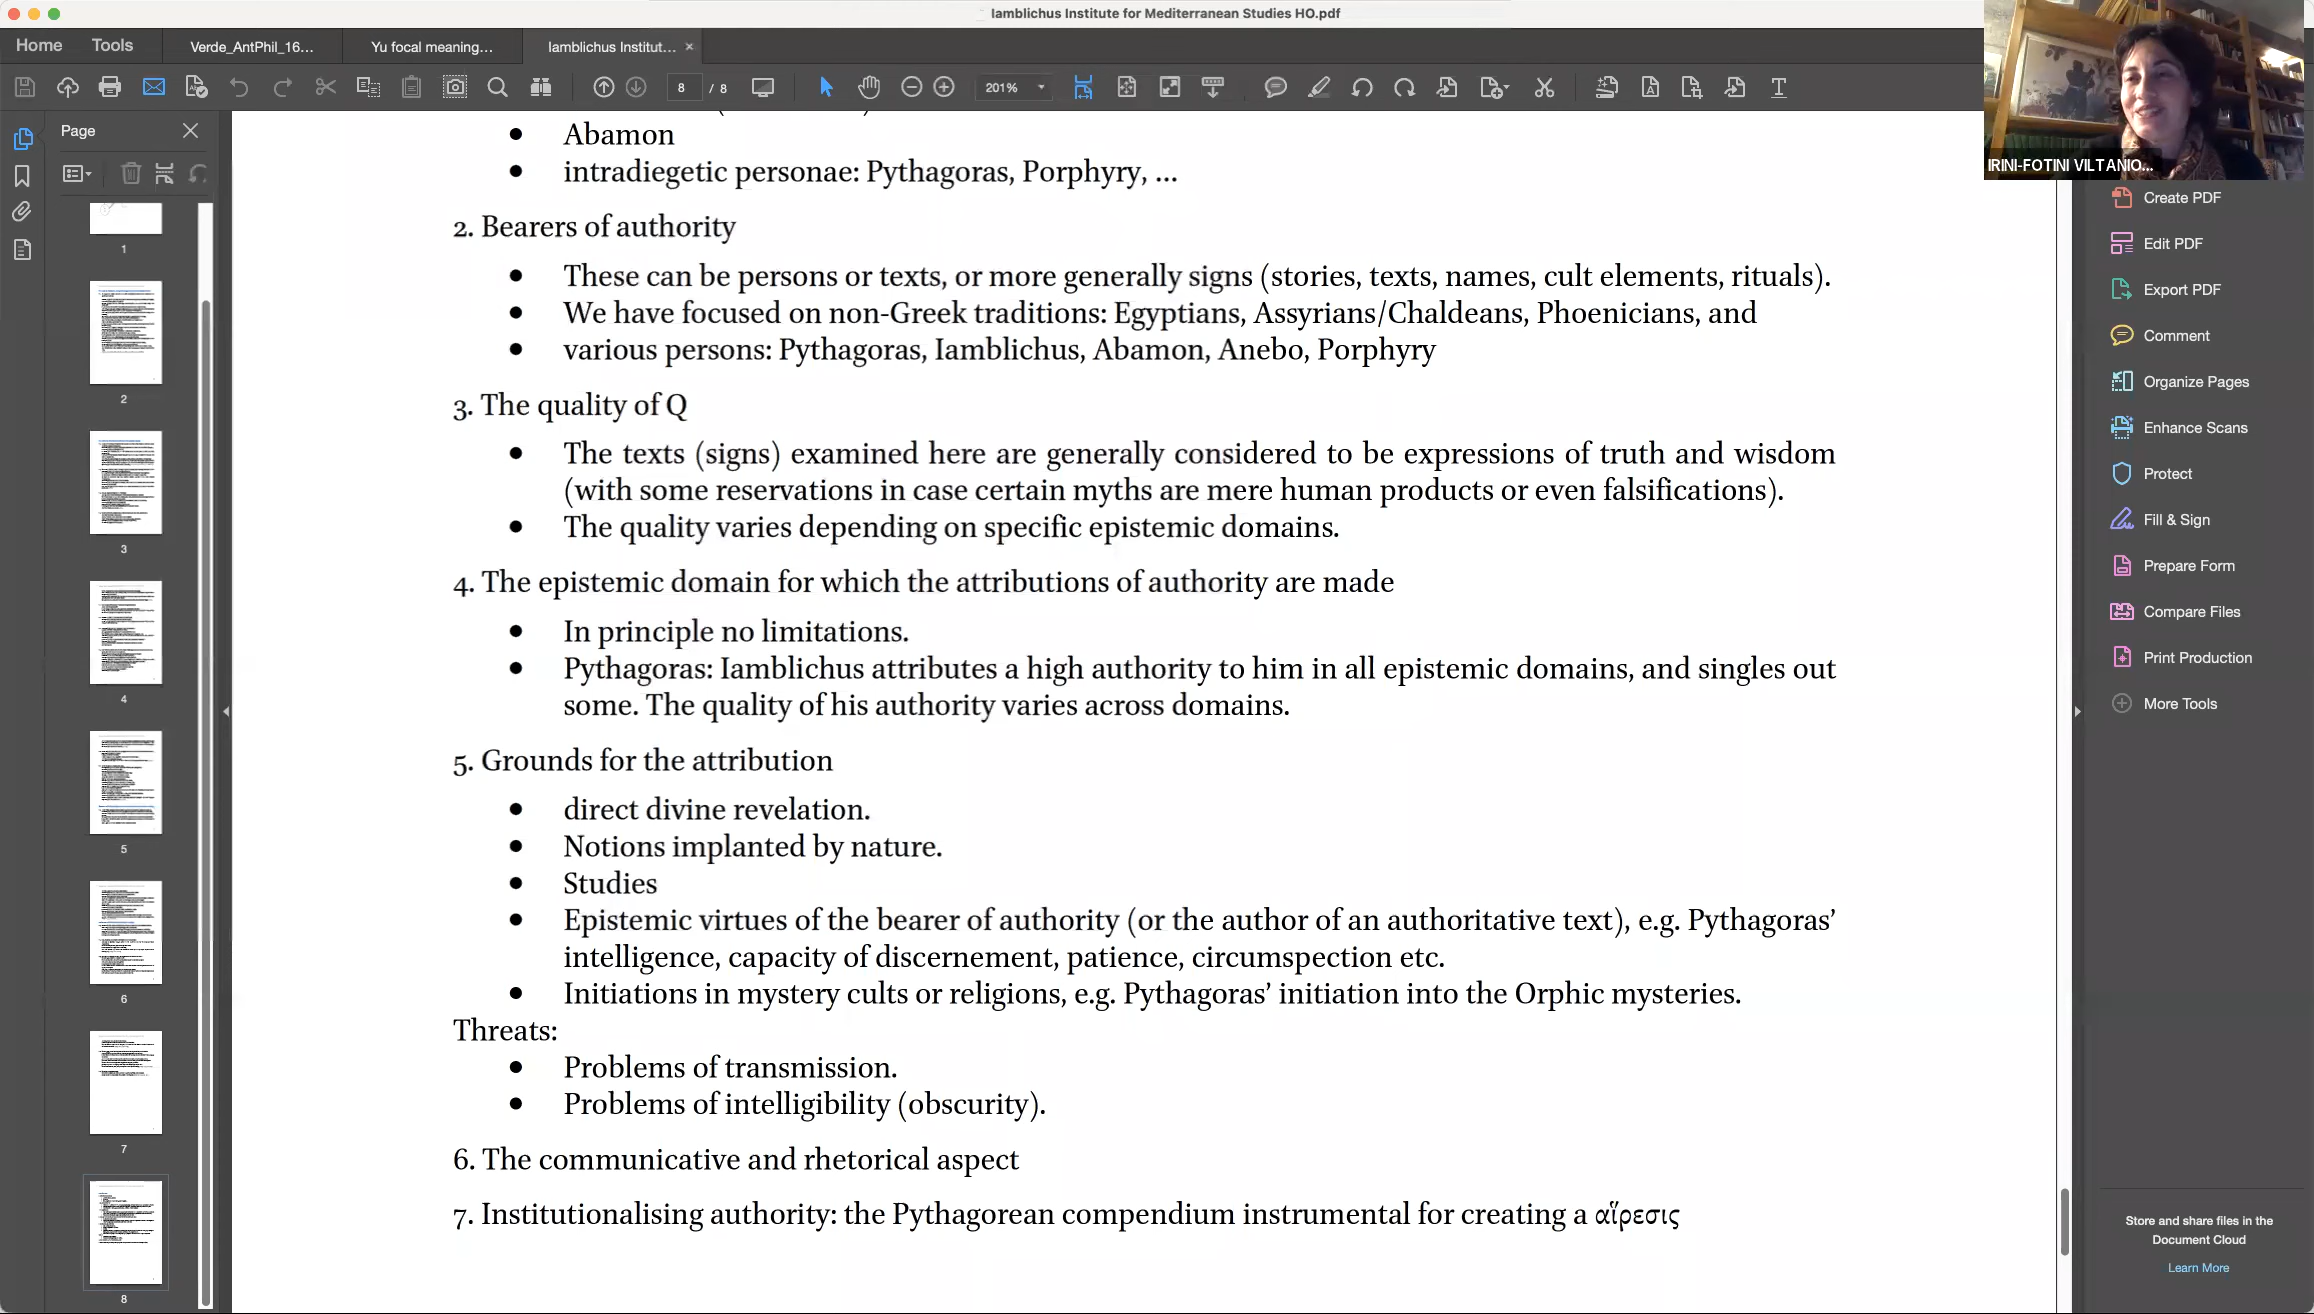 Iamblichus Institute for Mediterranean Studies HO.pdf
Home
Tools
Verde_AntPhil_16...
Yu focal meaning...
Iamblichus Institut...
8 / 8
201%
Page
1
2
3
4
5
6
7
8
Abamon
intradiegetic personae: Pythagoras, Porphyry, ...
2. Bearers of authority
These can be persons or texts, or more generally signs (stories, texts, names, cult elements, rituals).
We have focused on non-Greek traditions: Egyptians, Assyrians/Chaldeans, Phoenicians, and
various persons: Pythagoras, Iamblichus, Abamon, Anebo, Porphyry
3. The quality of Q
The texts (signs) examined here are generally considered to be expressions of truth and wisdom
(with some reservations in case certain myths are mere human products or even falsifications).
The quality varies depending on specific epistemic domains.
4. The epistemic domain for which the attributions of authority are made
In principle no limitations.
Pythagoras: Iamblichus attributes a high authority to him in all epistemic domains, and singles out
some. The quality of his authority varies across domains.
5. Grounds for the attribution
direct divine revelation.
Notions implanted by nature.
Studies
Epistemic virtues of the bearer of authority (or the author of an authoritative text), e.g. Pythagoras’
intelligence, capacity of discernement, patience, circumspection etc.
Initiations in mystery cults or religions, e.g. Pythagoras’ initiation into the Orphic mysteries.
Threats:
Problems of transmission.
Problems of intelligibility (obscurity).
6. The communicative and rhetorical aspect
7. Institutionalising authority: the Pythagorean compendium instrumental for creating a αἵρεσις
IRINI-FOTINI VILTANIO...
Create PDF
Edit PDF
Export PDF
Comment
Organize Pages
Enhance Scans
Protect
Fill & Sign
Prepare Form
Compare Files
Print Production
More Tools
Store and share files in the
Document Cloud
Learn More